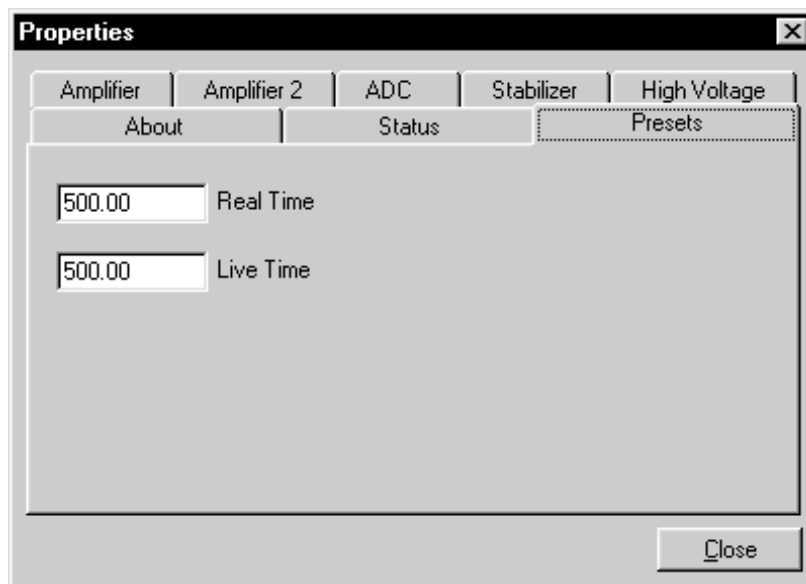 Properties
Amplifier Amplifier 2 ADC Stabilizer High Voltage
About Status Presets
500.00 Real Time
500.00 Live Time
Close